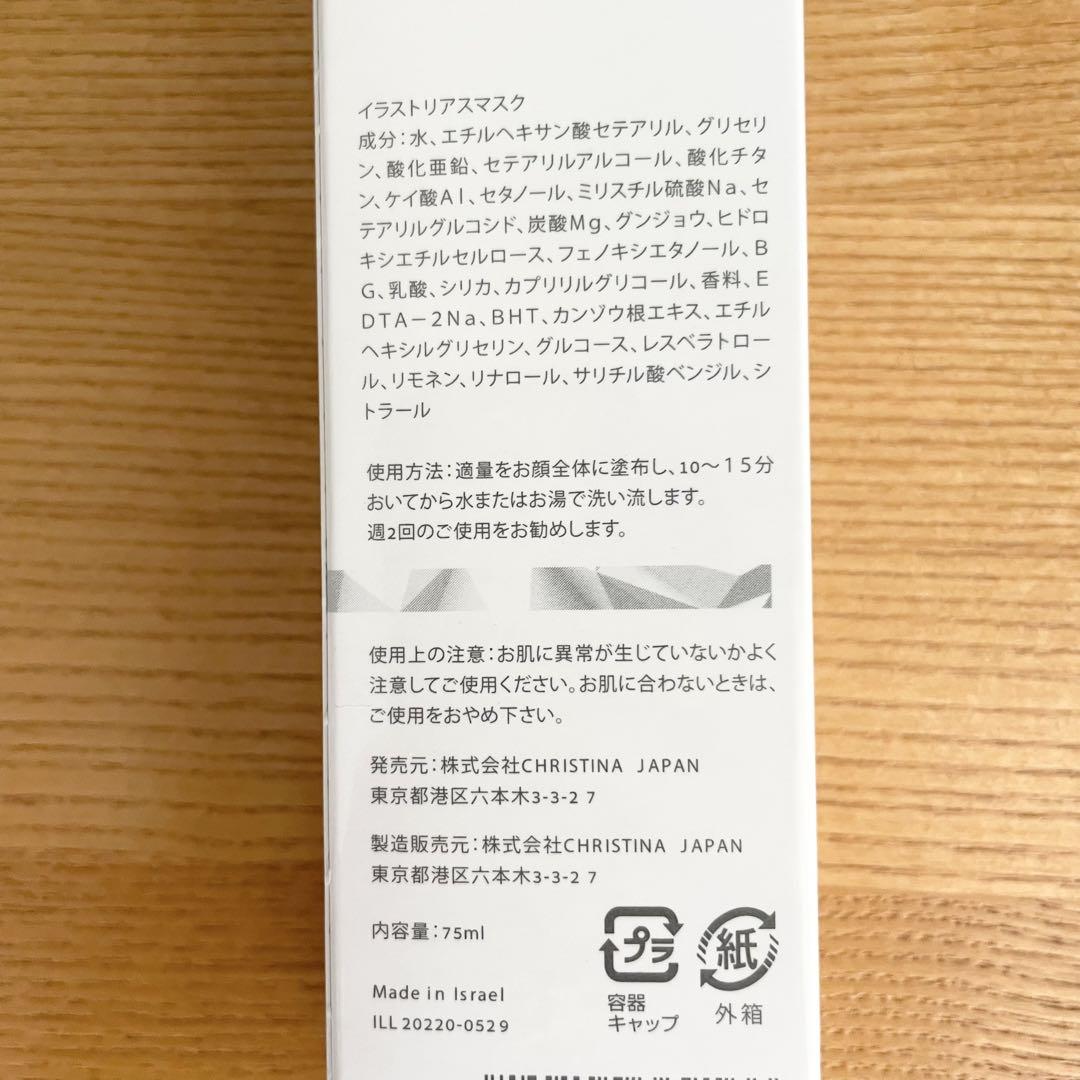 イラストリアスマスク
成分：水、エチルヘキサン酸セテアリル、グリセリ
ン、酸化亜鉛、セテアリルアルコール、酸化チタ
ン、ケイ酸Ａｌ、セタノール、ミリスチル硫酸Ｎａ、セ
テアリルグルコシド、炭酸Ｍｇ、グンジョウ、ヒドロ
キシエチルセルロース、フェノキシエタノール、Ｂ
Ｇ、乳酸、シリカ、カプリリルグリコール、香料、Ｅ
ＤＴＡ－２Ｎａ、ＢＨＴ、カンゾウ根エキス、エチル
ヘキシルグリセリン、グルコース、レスベラトロー
ル、リモネン、リナロール、サリチル酸ベンジル、シ
トラール
使用方法：適量をお顔全体に塗布し、10～１５分
おいてから水またはお湯で洗い流します。
週2回のご使用をお勧めします。
使用上の注意：お肌に異常が生じていないかよく
注意してご使用ください。お肌に合わないときは、
ご使用をおやめ下さい。
発売元：株式会社CHRISTINA JAPAN
東京都港区六本木3-3-2 7
製造販売元：株式会社CHRISTINA JAPAN
東京都港区六本木3-3-2 7
内容量：75ml
プラ
容器
キャップ
紙
外箱
Made in Israel
ILL 20220-0529